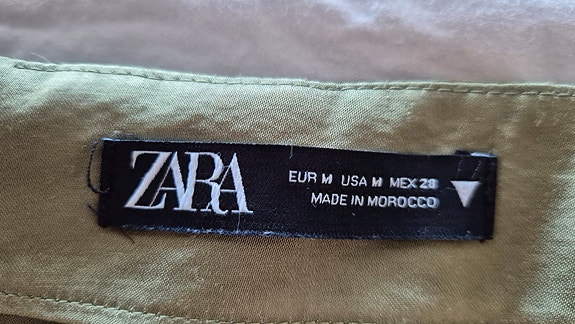 ZARA
EUR M USA M MEX 28
MADE IN MOROCCO